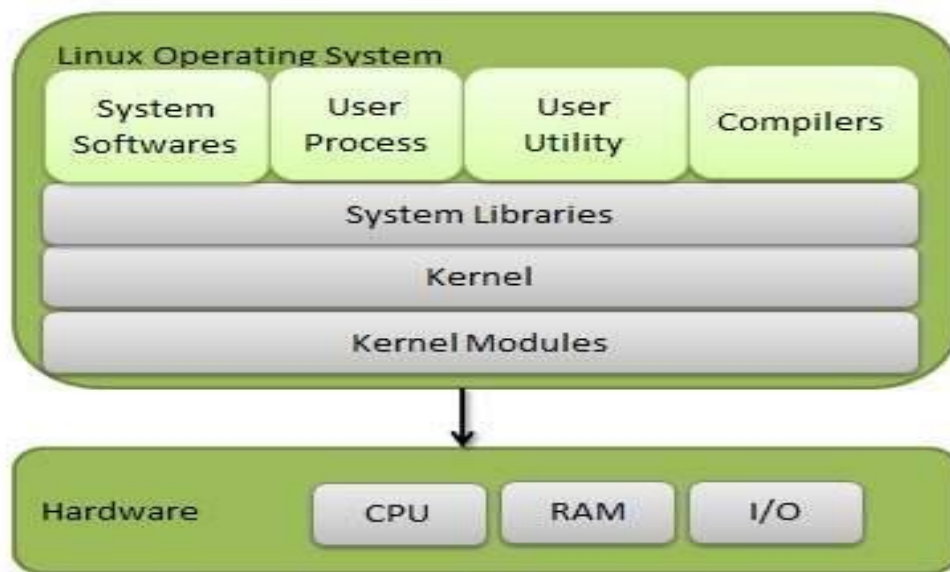 Linux Operating System
System
Softwares
User
Process
User
Utility
Compilers
System Libraries
Kernel
Kernel Modules
Hardware
CPU
RAM
I/O